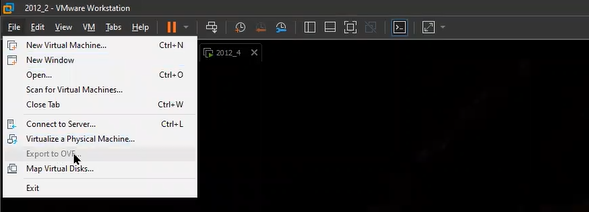 2012_2 - VMware Workstation
File Edit View VM Tabs Help
New Virtual Machine... Ctrl+N
New Window
2012_4
Open... Ctrl+O
Scan for Virtual Machines...
Close Tab Ctrl+W
Connect to Server... Ctrl+L
Virtualize a Physical Machine...
Export to
Map Virtual Disks...
Exit